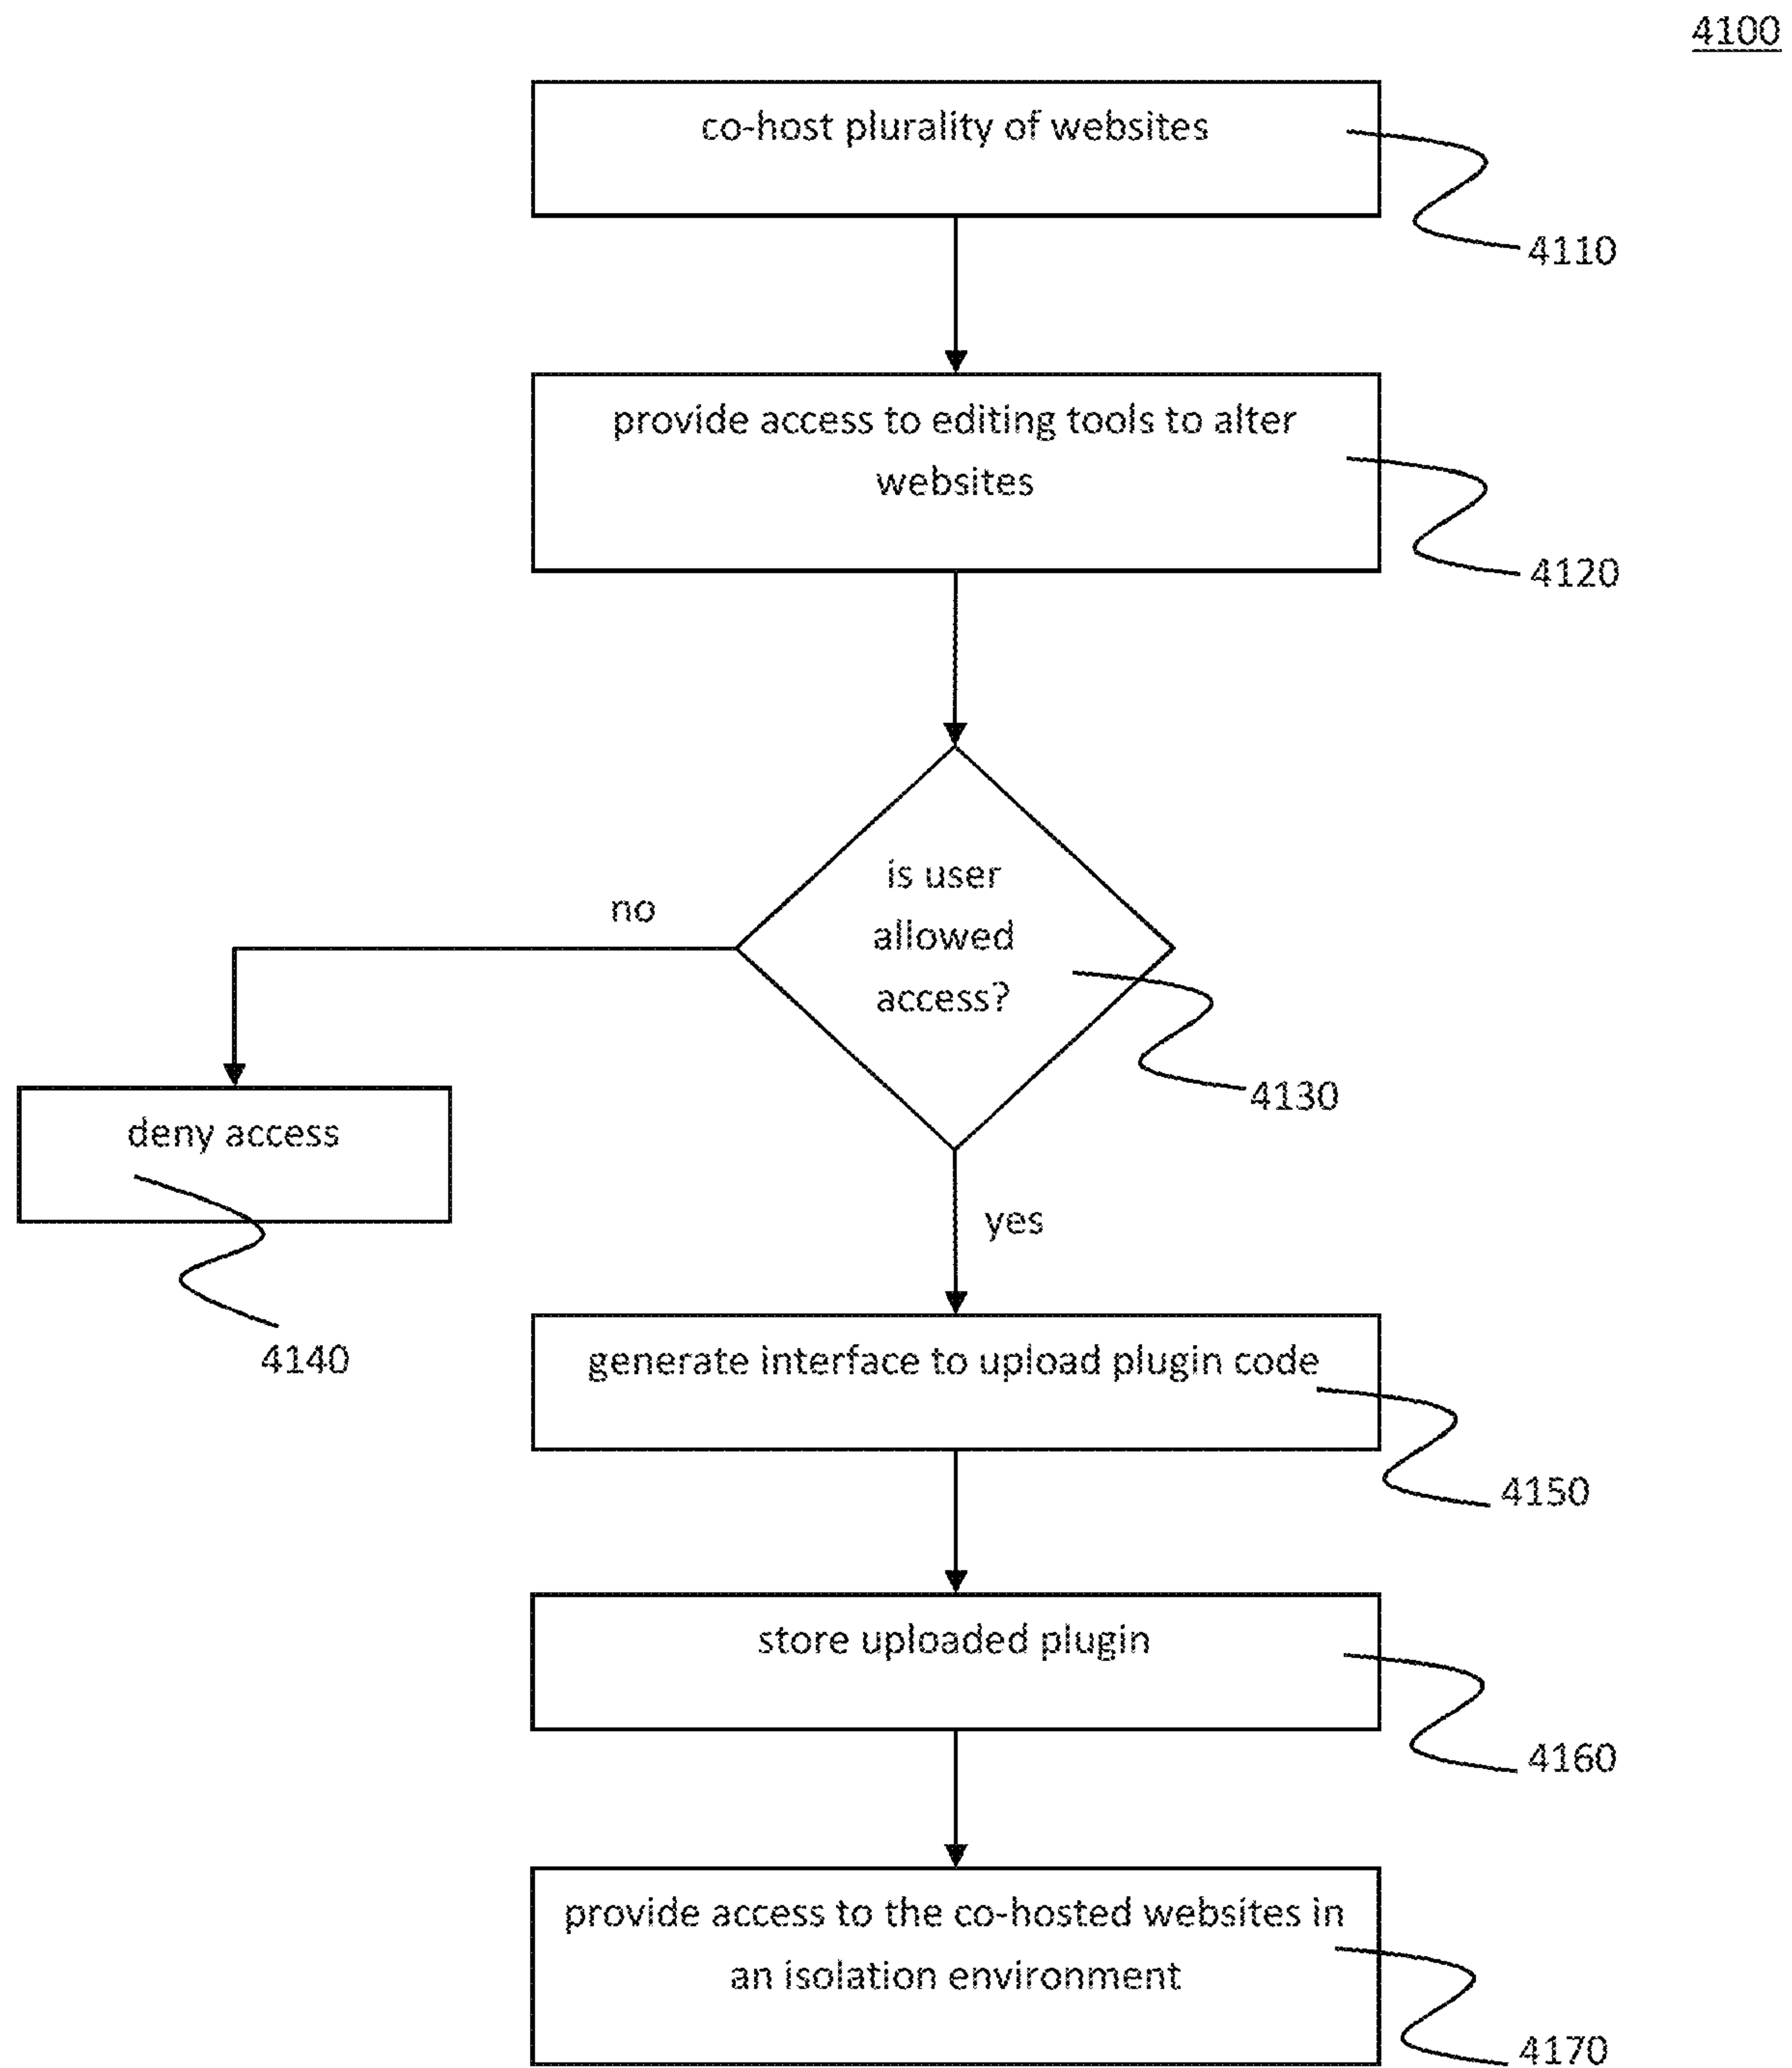 4100
co-host plurality of websites
4110
provide access to editing tools to alter
websites
4120
is user
allowed
access?
no
4130
deny access
yes
4140
generate interface to upload plugin code
4150
store uploaded plugin
4160
provide access to the co-hosted websites in
an isolation environment
4170